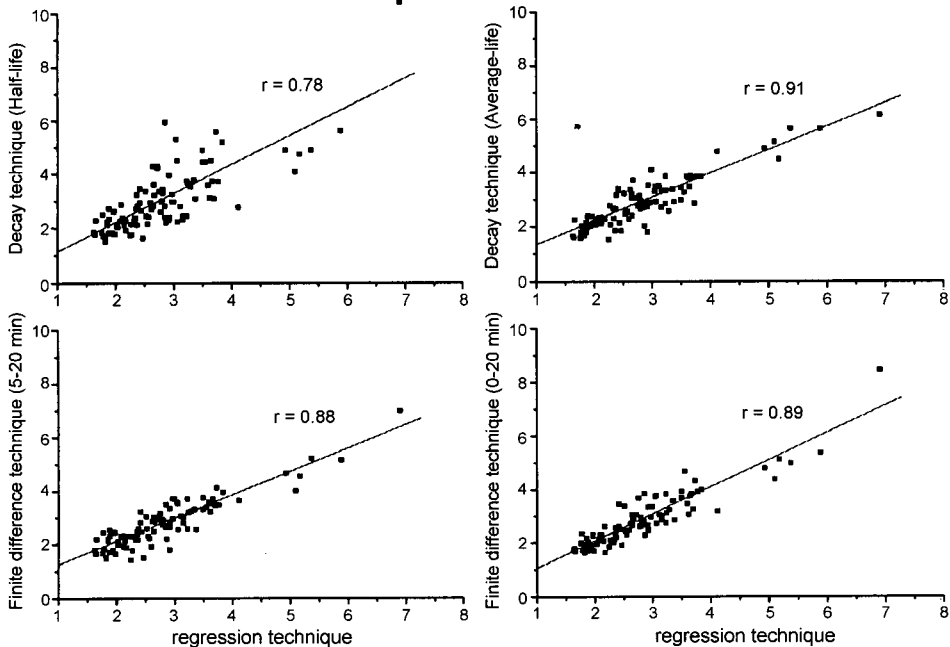 Decay technique (Half-life)
10
8
6
4
2
0
r = 0.78
1 2 3 4 5 6 7 8
Decay technique (Average-life)
10
8
6
4
2
0
r = 0.91
1 2 3 4 5 6 7 8
Finite difference technique (5-20 min)
10
8
6
4
2
0
r = 0.88
1 2 3 4 5 6 7 8
regression technique
Finite difference technique (0-20 min)
10
8
6
4
2
0
r = 0.89
1 2 3 4 5 6 7 8
regression technique